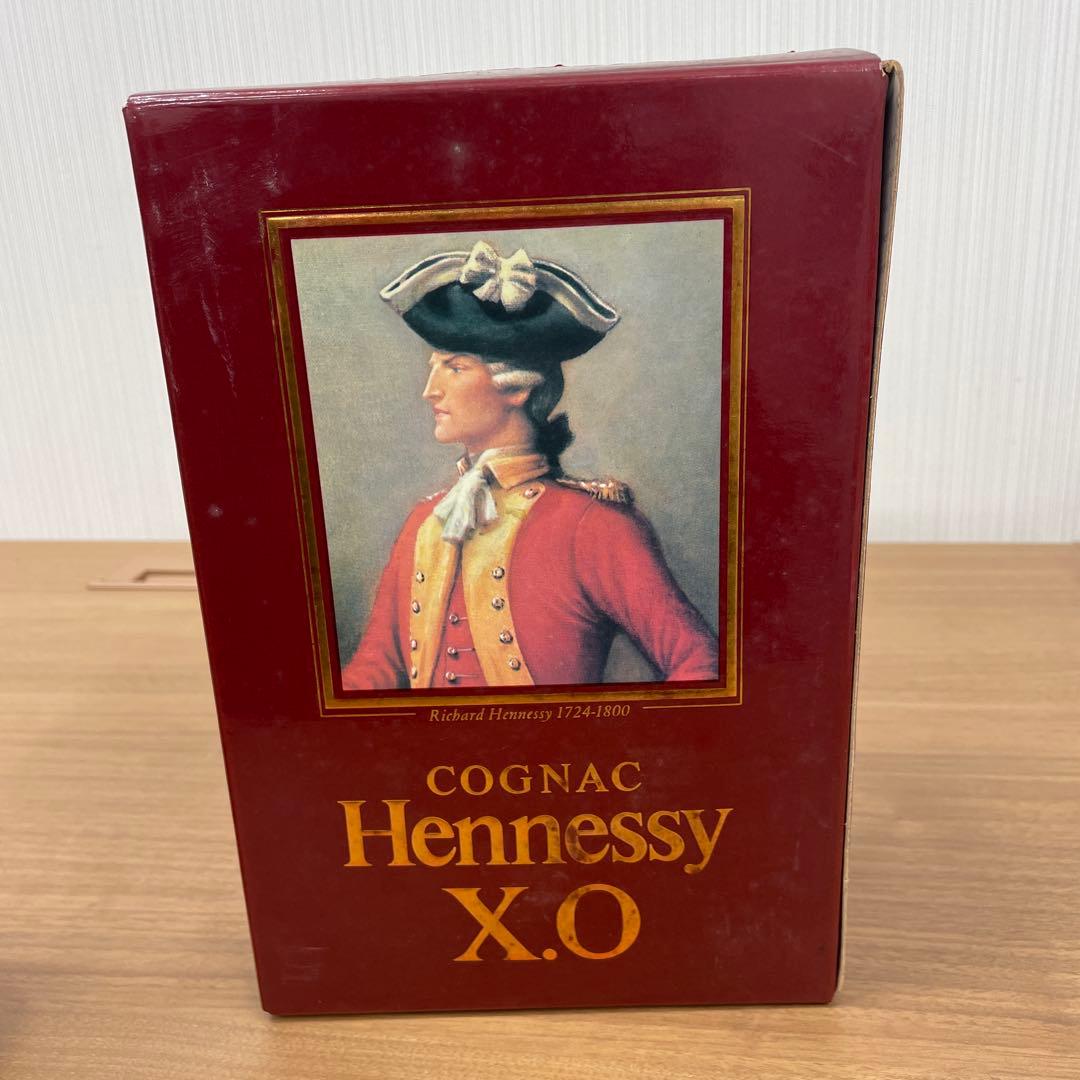 Richard Hennessy 1724-1800
COGNAC
Hennessy
X.O